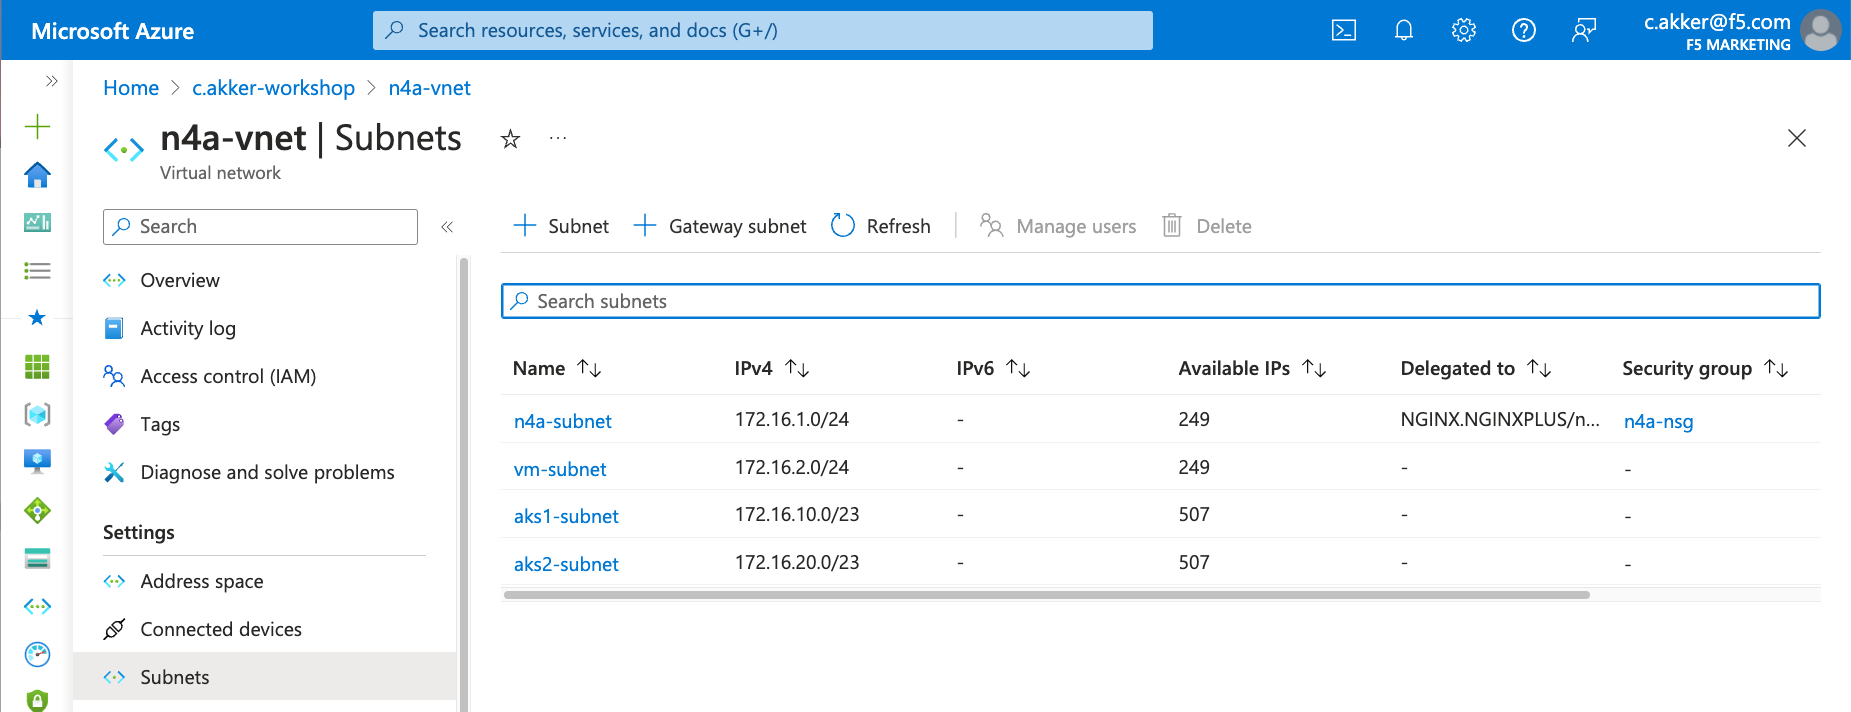 Microsoft Azure
Search resources, services, and docs (G+/)
c.akker@f5.com
F5 MARKETING
Home > c.akker-workshop > n4a-vnet
n4a-vnet | Subnets
Virtual network
Search
Subnet
Gateway subnet
Refresh
Manage users
Delete
Overview
Activity log
Access control (IAM)
Tags
Diagnose and solve problems
Settings
Address space
Connected devices
Subnets
Search subnets
Name IPv4 IPv6 Available IPs Delegated to Security group
n4a-subnet 172.16.1.0/24 - 249 NGINX.NGINXPLUS/n... n4a-nsg
vm-subnet 172.16.2.0/24 - 249 - -
aks1-subnet 172.16.10.0/23 - 507 - -
aks2-subnet 172.16.20.0/23 - 507 - -